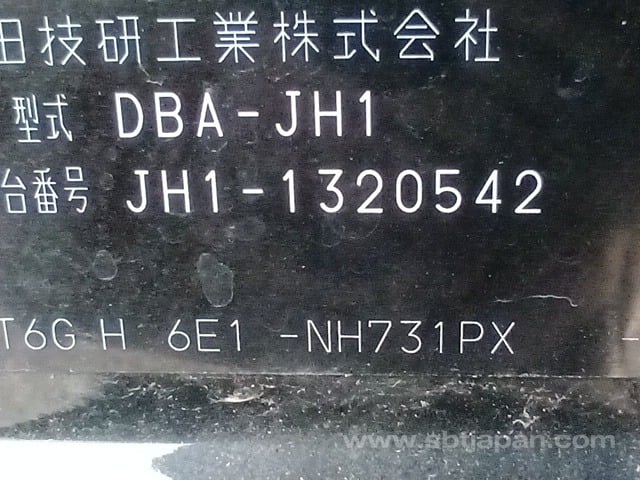 田技研工業株式会社
型式 DBA-JH1
台番号 JH1-1320542
T6G H 6E1 -NH731PX -
www.sbtjapan.com